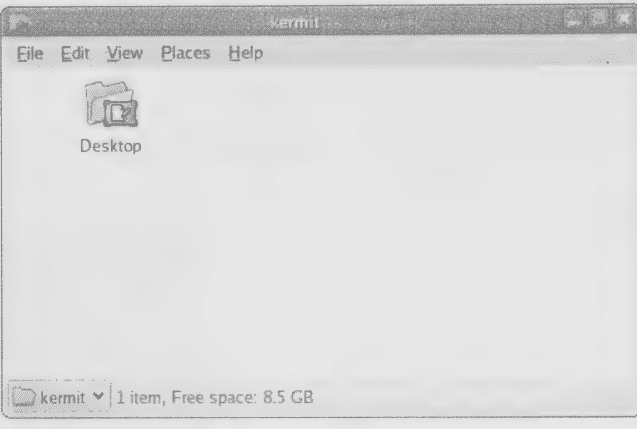 kermit
File Edit View Places Help
Desktop
kermit 1 item, Free space: 8.5 GB